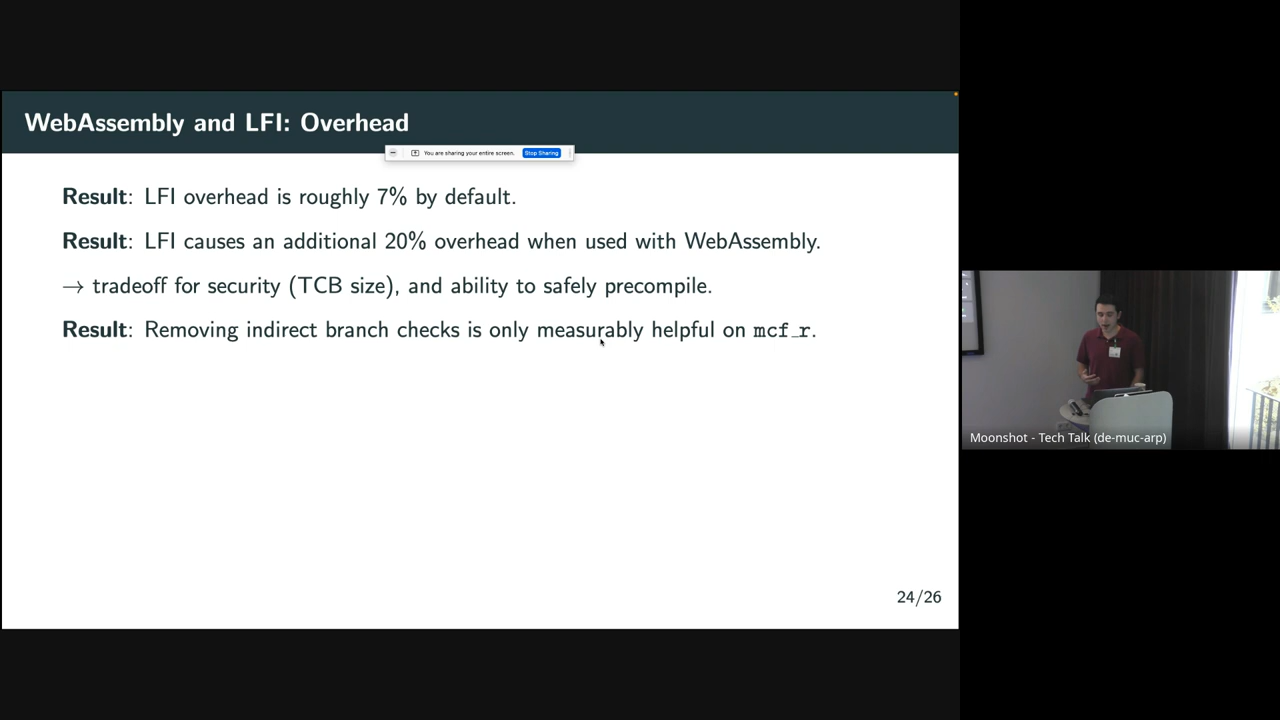 WebAssembly and LFI: Overhead
You are sharing your entire screen. Stop Sharing
Result: LFI overhead is roughly 7% by default.
Result: LFI causes an additional 20% overhead when used with WebAssembly.
→ tradeoff for security (TCB size), and ability to safely precompile.
Result: Removing indirect branch checks is only measurably helpful on mcf_r.
24/26
Moonshot - Tech Talk (de-muc-arp)